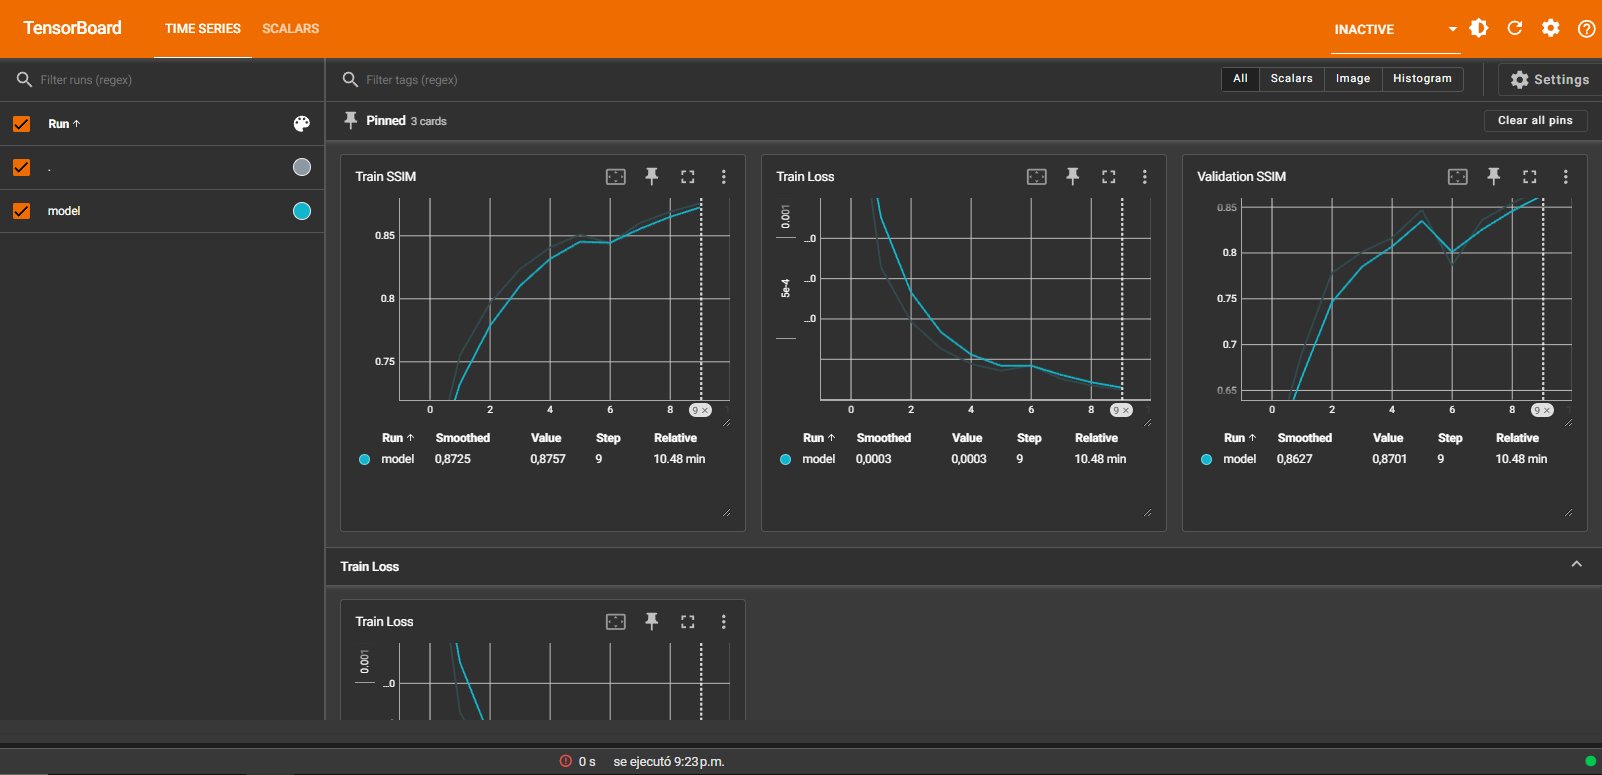 TensorBoard TIME SERIES SCALARS INACTIVE
Filter runs (regex)
Run ↑
.
model
Filter tags (regex) All Scalars Image Histogram Settings
Pinned 3 cards Clear all pins
Train SSIM
0.85
0.8
0.75
0 2 4 6 8 9 ×
Run ↑ Smoothed Value Step Relative
model 0,8725 0,8757 9 10.48 min
Train Loss
0.001
5e-4
...0
...0
...0
0 2 4 6 8 9 ×
Run ↑ Smoothed Value Step Relative
model 0,0003 0,0003 9 10.48 min
Validation SSIM
0.85
0.8
0.75
0.7
0.65
0 2 4 6 8 9 ×
Run ↑ Smoothed Value Step Relative
model 0,8627 0,8701 9 10.48 min
Train Loss
Train Loss
0.001
...0
0 s se ejecutó 9:23 p.m.